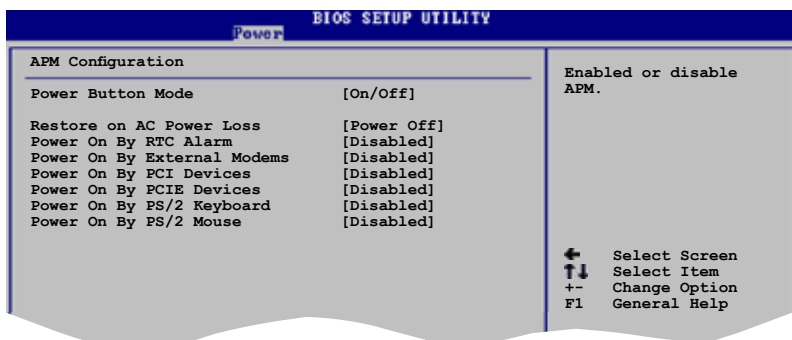 BIOS SETUP UTILITY
Power
APM Configuration
Power Button Mode [On/Off]
Restore on AC Power Loss [Power Off]
Power On By RTC Alarm [Disabled]
Power On By External Modems [Disabled]
Power On By PCI Devices [Disabled]
Power On By PCIE Devices [Disabled]
Power On By PS/2 Keyboard [Disabled]
Power On By PS/2 Mouse [Disabled]
Enabled or disable
APM.
← Select Screen
↑↓ Select Item
+- Change Option
F1 General Help